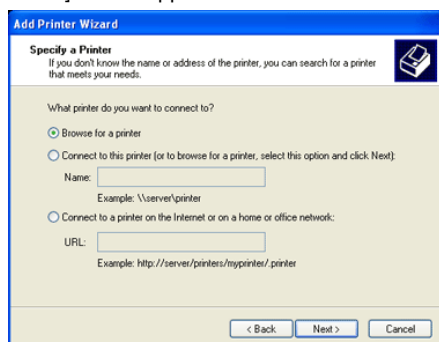 Add Printer Wizard
Specify a Printer
If you don't know the name or address of the printer, you can search for a printer
that meets your needs.
What printer do you want to connect to?
Browse for a printer
Connect to this printer (or to browse for a printer, select this option and click Next):
Name:
Example: \\server\printer
Connect to a printer on the Internet or on a home or office network:
URL:
Example: http://server/printers/myprinter/.printer
< Back Next > Cancel